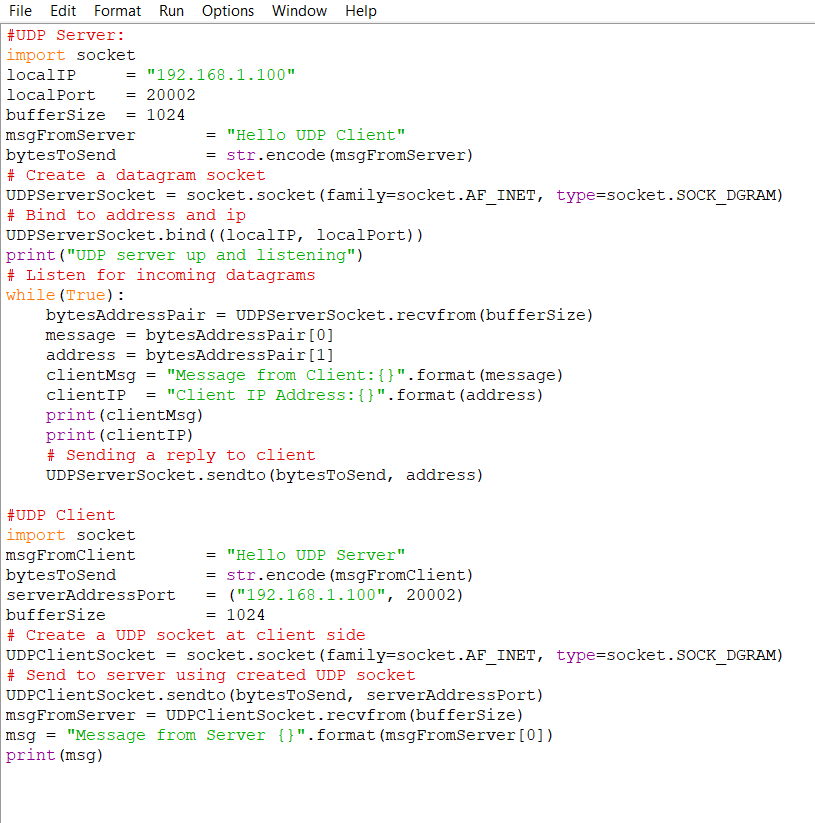 File Edit Format Run Options Window Help
#UDP Server:
import socket
localIP     = "192.168.1.100"
localPort   = 20002
bufferSize  = 1024
msgFromServer       = "Hello UDP Client"
bytesToSend         = str.encode(msgFromServer)
# Create a datagram socket
UDPServerSocket = socket.socket(family=socket.AF_INET, type=socket.SOCK_DGRAM)
# Bind to address and ip
UDPServerSocket.bind((localIP, localPort))
print("UDP server up and listening")
# Listen for incoming datagrams
while(True):
    bytesAddressPair = UDPServerSocket.recvfrom(bufferSize)
    message = bytesAddressPair[0]
    address = bytesAddressPair[1]
    clientMsg = "Message from Client:{}".format(message)
    clientIP  = "Client IP Address:{}".format(address)
    print(clientMsg)
    print(clientIP)
    # Sending a reply to client
    UDPServerSocket.sendto(bytesToSend, address)

#UDP Client
import socket
msgFromClient       = "Hello UDP Server"
bytesToSend         = str.encode(msgFromClient)
serverAddressPort   = ("192.168.1.100", 20002)
bufferSize          = 1024
# Create a UDP socket at client side
UDPClientSocket = socket.socket(family=socket.AF_INET, type=socket.SOCK_DGRAM)
# Send to server using created UDP socket
UDPClientSocket.sendto(bytesToSend, serverAddressPort)
msgFromServer = UDPClientSocket.recvfrom(bufferSize)
msg = "Message from Server {}".format(msgFromServer[0])
print(msg)